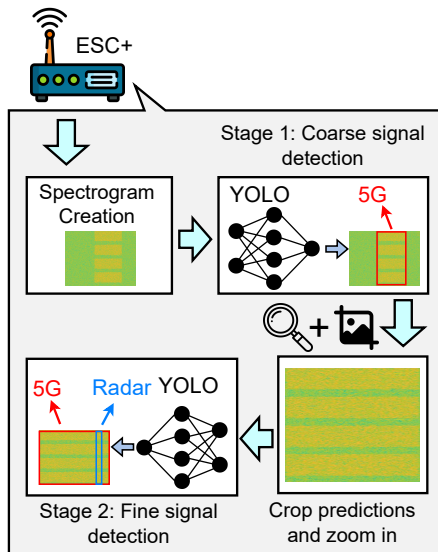 ESC+
Stage 1: Coarse signal
detection
Spectrogram
Creation
YOLO
5G
+
5G
Radar
YOLO
Stage 2: Fine signal
detection
Crop predictions
and zoom in